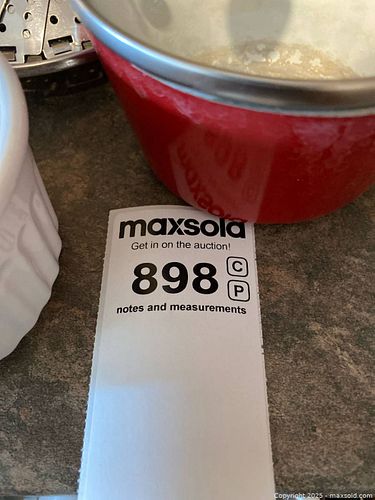 maxsold
Get in on the auction!
898 C
P
notes and measurements
Copyright 2025 - maxsold.com